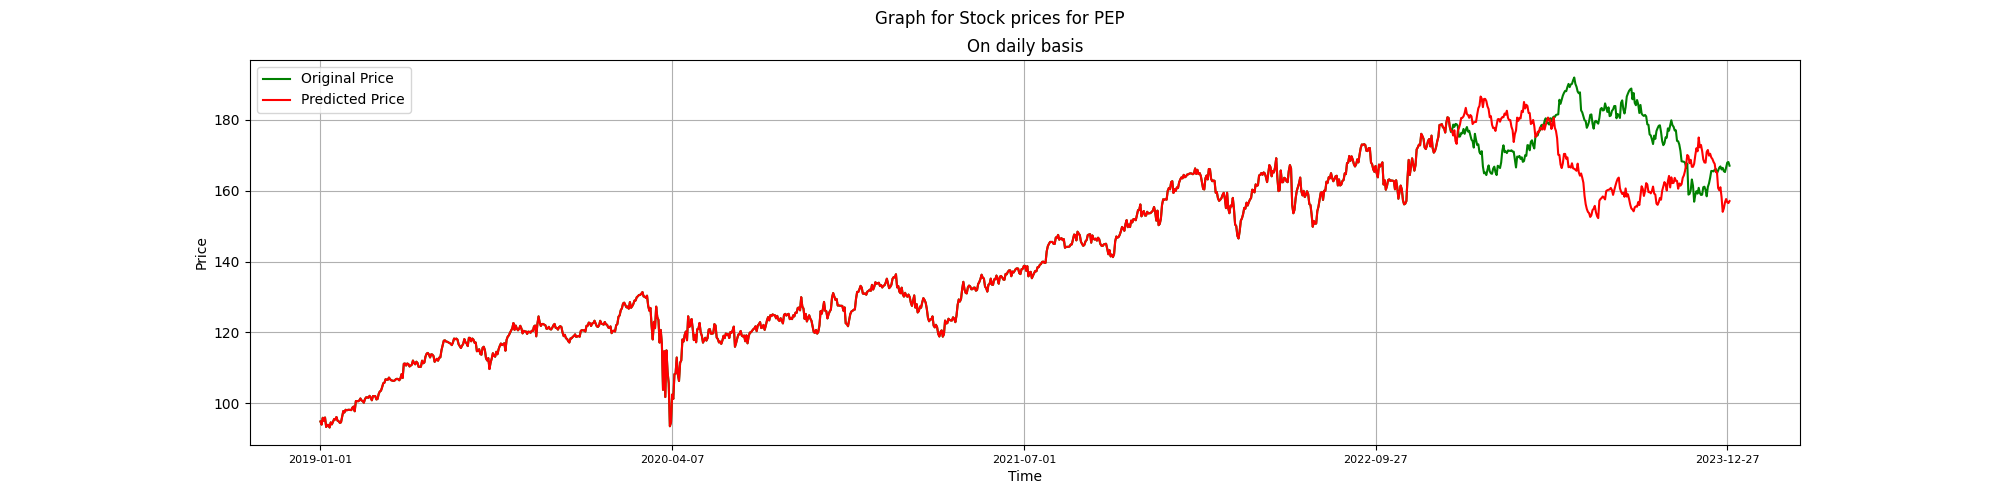 Graph for Stock prices for PEP
On daily basis
Original Price
Predicted Price
Price
180
160
140
120
100
2019-01-01
2020-04-07
2021-07-01
2022-09-27
2023-12-27
Time